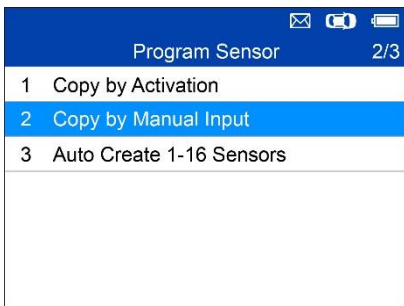 Program Sensor 2/3
1 Copy by Activation
2 Copy by Manual Input
3 Auto Create 1-16 Sensors